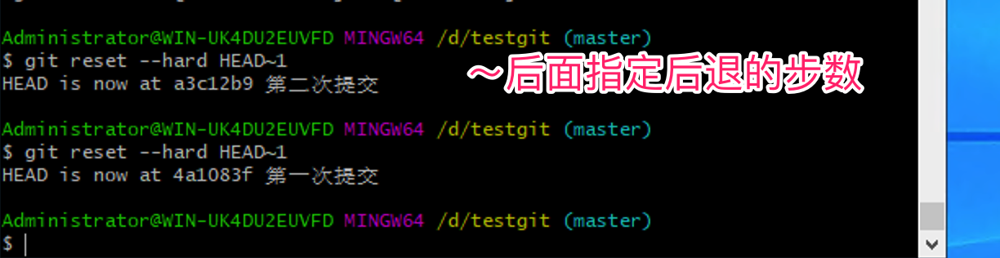 Administrator@WIN-UK4DU2EUVFD MINGW64 /d/testgit (master)
$ git reset --hard HEAD~1
HEAD is now at a3c12b9 第二次提交
~后面指定后退的步数
Administrator@WIN-UK4DU2EUVFD MINGW64 /d/testgit (master)
$ git reset --hard HEAD~1
HEAD is now at 4a1083f 第一次提交
Administrator@WIN-UK4DU2EUVFD MINGW64 /d/testgit (master)
$